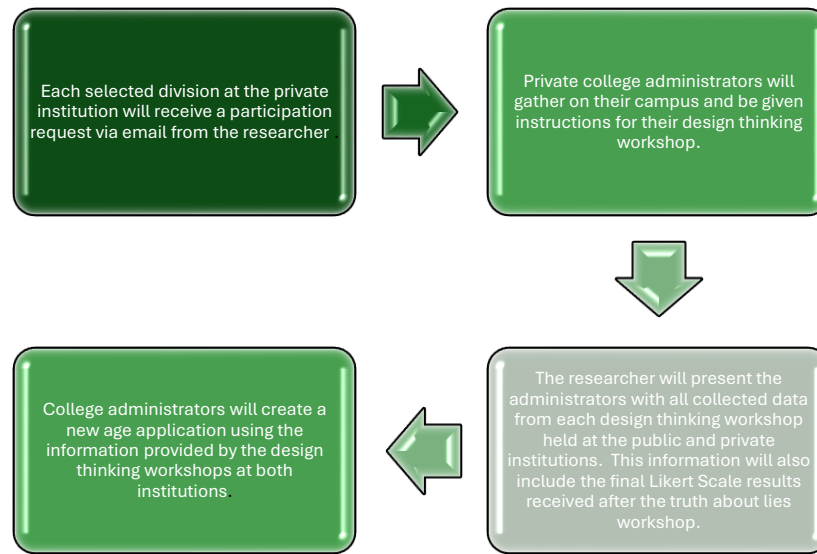 Each selected division at the private
institution will receive a participation
request via email from the researcher .
Private college administrators will
gather on their campus and be given
instructions for their design thinking
workshop.
The researcher will present the
administrators with all collected data
from each design thinking workshop
held at the public and private
institutions.  This information will also
include the final Likert Scale results
received after the truth about lies
workshop.
College administrators will create a
new age application using the
information provided by the design
thinking workshops at both
institutions.